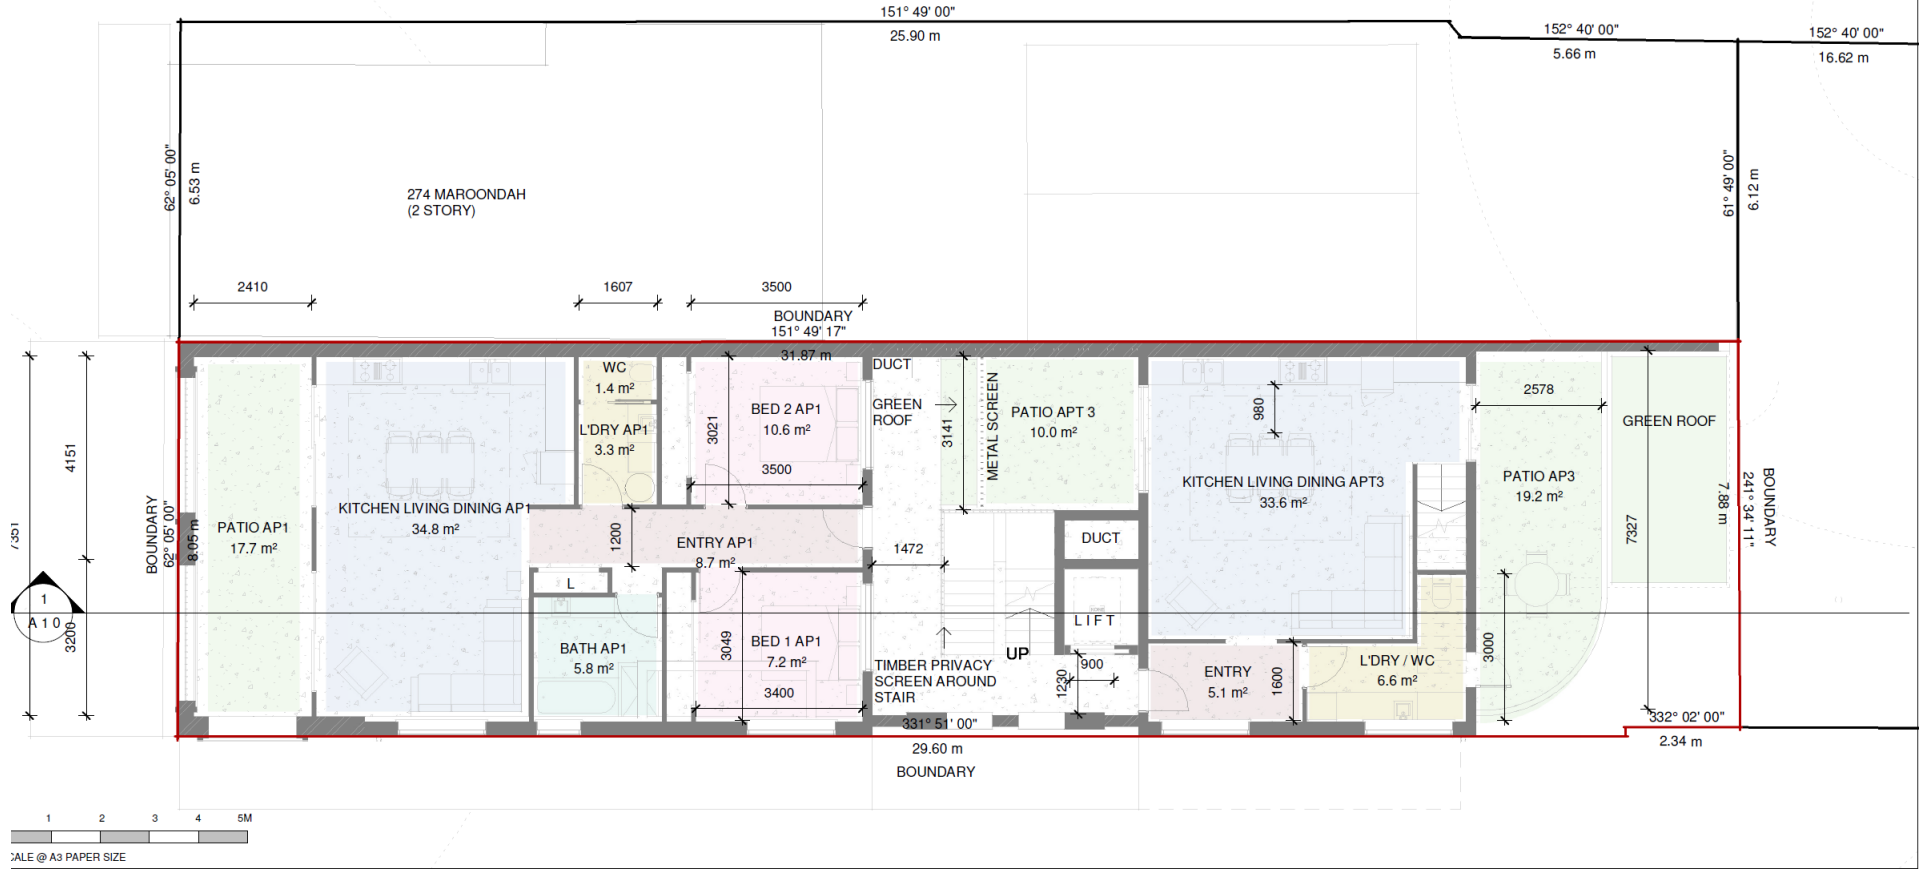 151° 49' 00"
25.90 m
152° 40' 00"
5.66 m
152° 40' 00"
16.62 m
62° 05' 00"
6.53 m
274 MAROONDAH
(2 STORY)
61° 49' 00"
6.12 m
2410
1607
3500
BOUNDARY
151° 49' 17"
31.87 m
7351
4151
3200
BOUNDARY
62° 05' 00"
8.05 m
PATIO AP1
17.7 m²
KITCHEN LIVING DINING AP1
34.8 m²
WC
1.4 m²
L'DRY AP1
3.3 m²
BED 2 AP1
10.6 m²
3021
3500
1200
ENTRY AP1
8.7 m²
L
BATH AP1
5.8 m²
BED 1 AP1
7.2 m²
3049
3400
DUCT
GREEN
ROOF
3141
METAL SCREEN
PATIO APT 3
10.0 m²
1472
DUCT
LIFT
UP
TIMBER PRIVACY
SCREEN AROUND
STAIR
1230
900
331° 51' 00"
29.60 m
BOUNDARY
980
KITCHEN LIVING DINING APT3
33.6 m²
ENTRY
5.1 m²
1600
L'DRY / WC
6.6 m²
2578
PATIO AP3
19.2 m²
3000
GREEN ROOF
7327
7.88 m
241° 34' 11"
BOUNDARY
332° 02' 00"
2.34 m
1
A 1 0
1 2 3 4 5M
CALE @ A3 PAPER SIZE